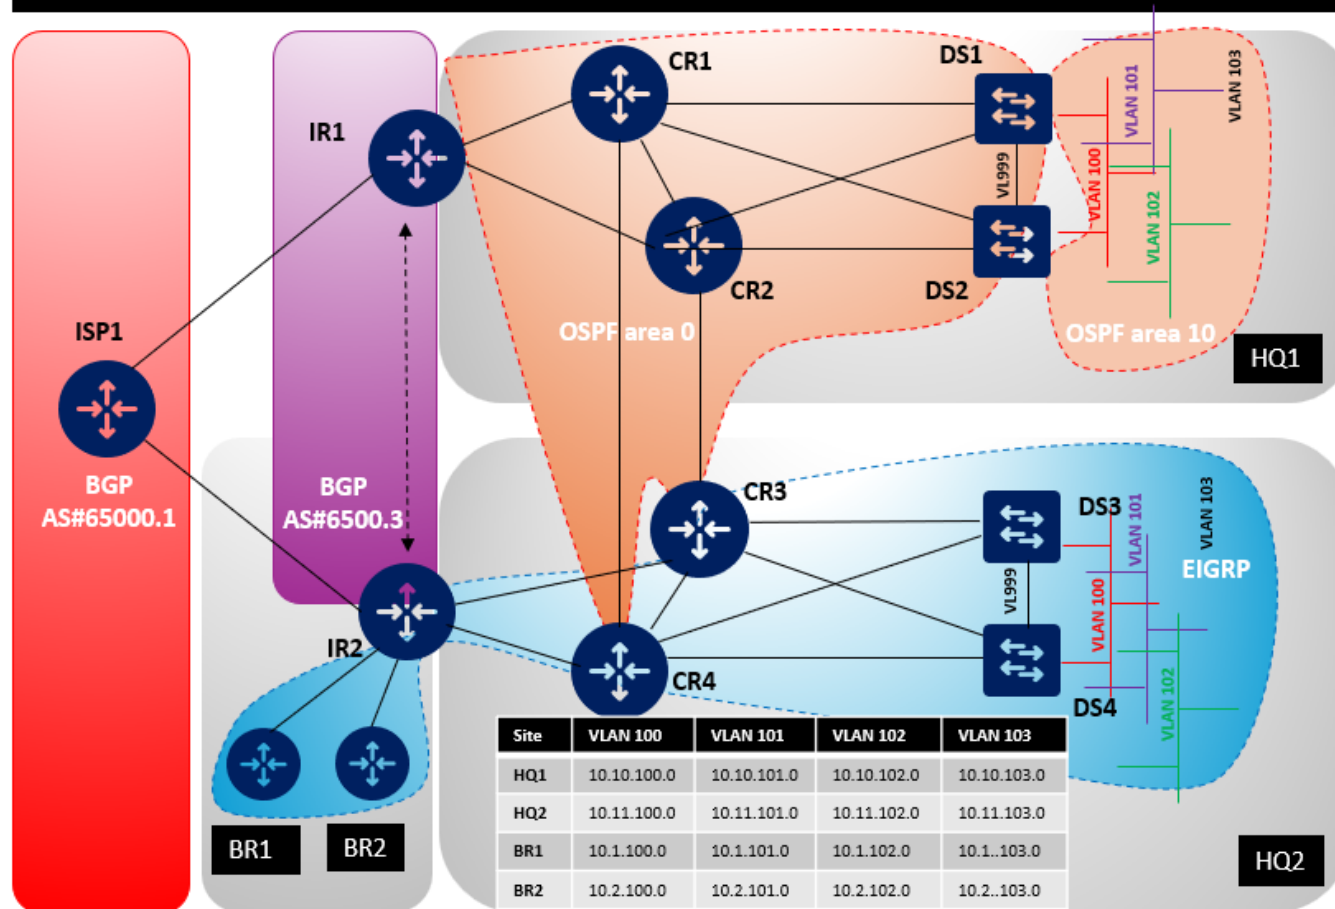 CR1
DS1
VLAN 101
VLAN 103
IR1
VL999
VLAN 100
VLAN 102
CR2
DS2
ISP1
OSPF area 0
OSPF area 10
HQ1
BGP
AS#65000.1
BGP
AS#6500.3
CR3
DS3
VLAN 101
VLAN 103
EIGRP
VL999
VLAN 100
IR2
CR4
DS4
VLAN 102
Site VLAN 100 VLAN 101 VLAN 102 VLAN 103
HQ1 10.10.100.0 10.10.101.0 10.10.102.0 10.10.103.0
HQ2 10.11.100.0 10.11.101.0 10.11.102.0 10.11.103.0
BR1 10.1.100.0 10.1.101.0 10.1.102.0 10.1..103.0
BR2 10.2.100.0 10.2.101.0 10.2.102.0 10.2..103.0
BR1
BR2
HQ2